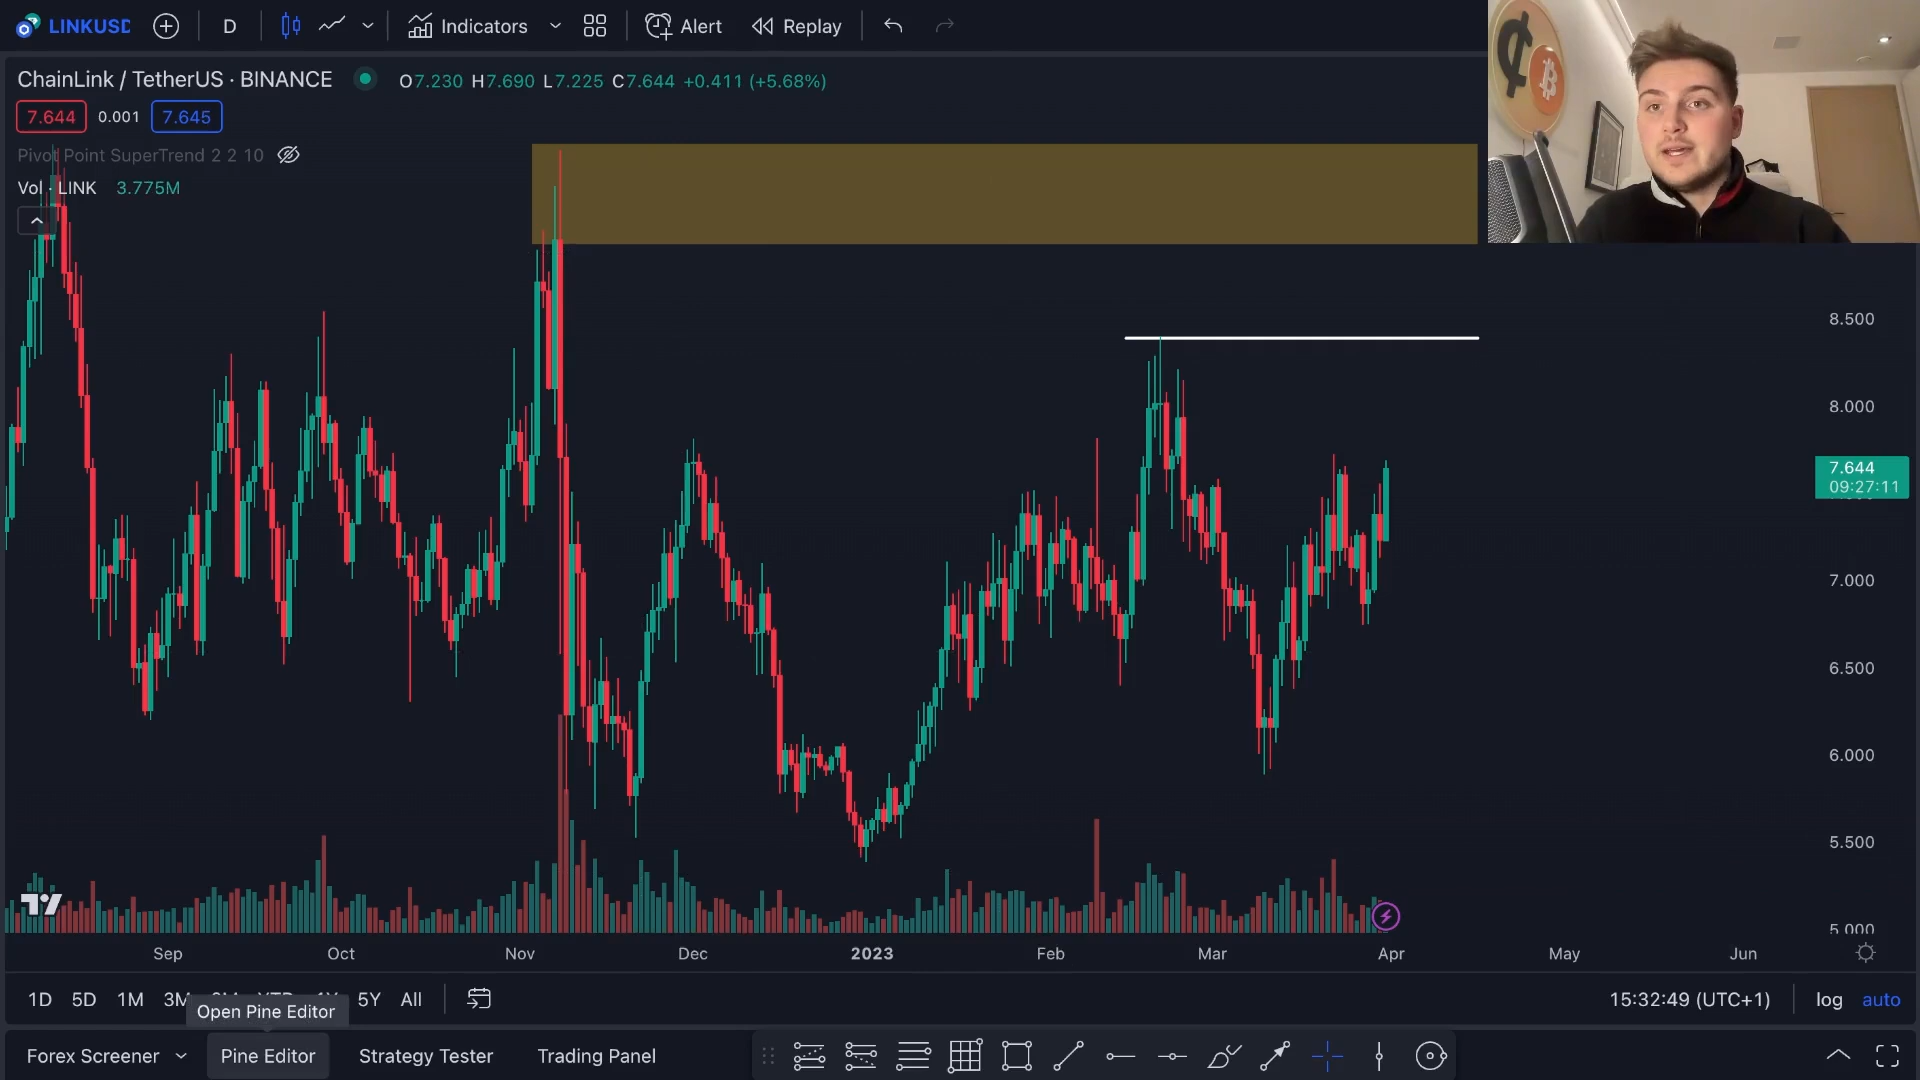 LINKUSD
D
Indicators
Alert
Replay
ChainLink / TetherUS · BINANCE
O7.230 H7.690 L7.225 C7.644 +0.411 (+5.68%)
7.644
0.001
7.645
Pivot Point SuperTrend 2 2 10
Vol · LINK 3.775M
8.500
8.000
7.644
09:27:11
7.000
6.500
6.000
5.500
5.000
Sep
Oct
Nov
Dec
2023
Feb
Mar
Apr
May
Jun
1D 5D 1M 3M YTD 1Y 5Y All
15:32:49 (UTC+1)
log
auto
Open Pine Editor
Forex Screener
Pine Editor
Strategy Tester
Trading Panel